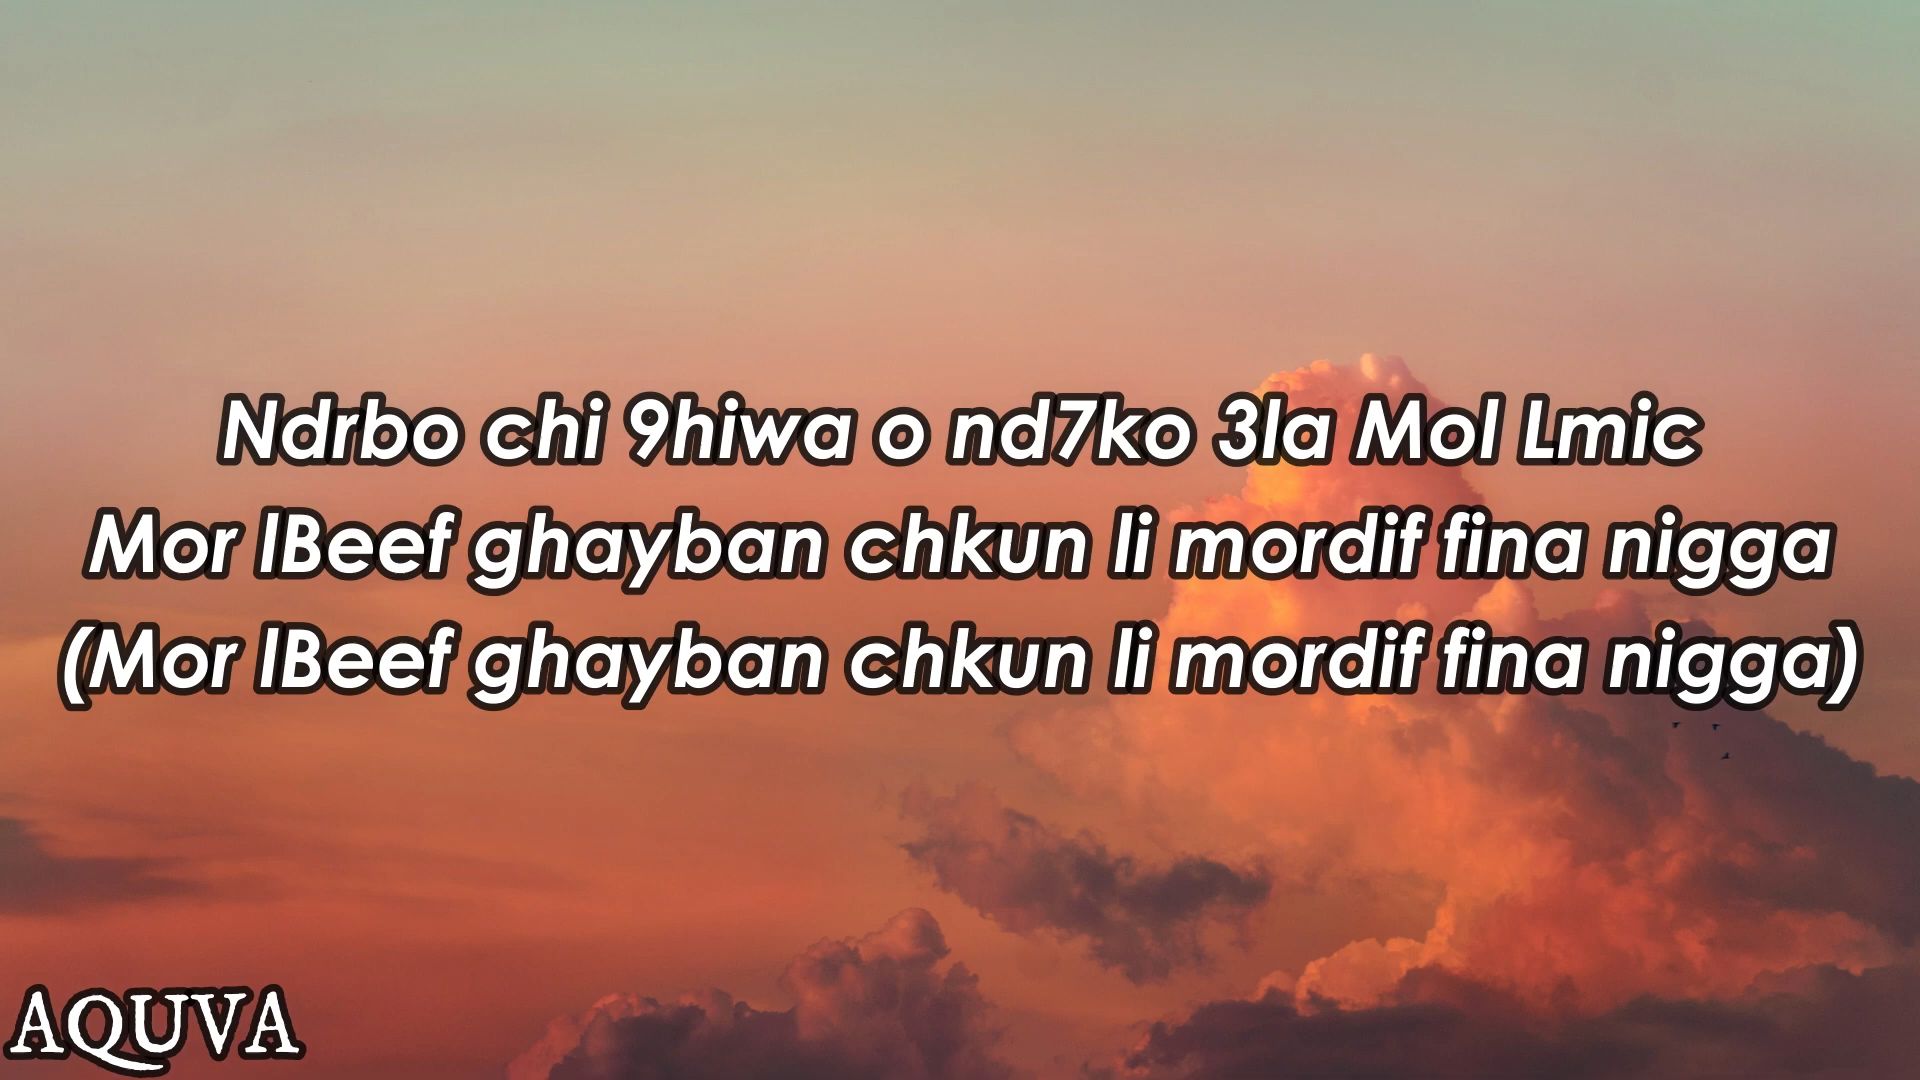 Ndrbo chi 9hiwa o nd7ko 3la Mol Lmic
Mor lBeef ghayban chkun li mordif fina nigga
(Mor lBeef ghayban chkun li mordif fina nigga)
AQUVA